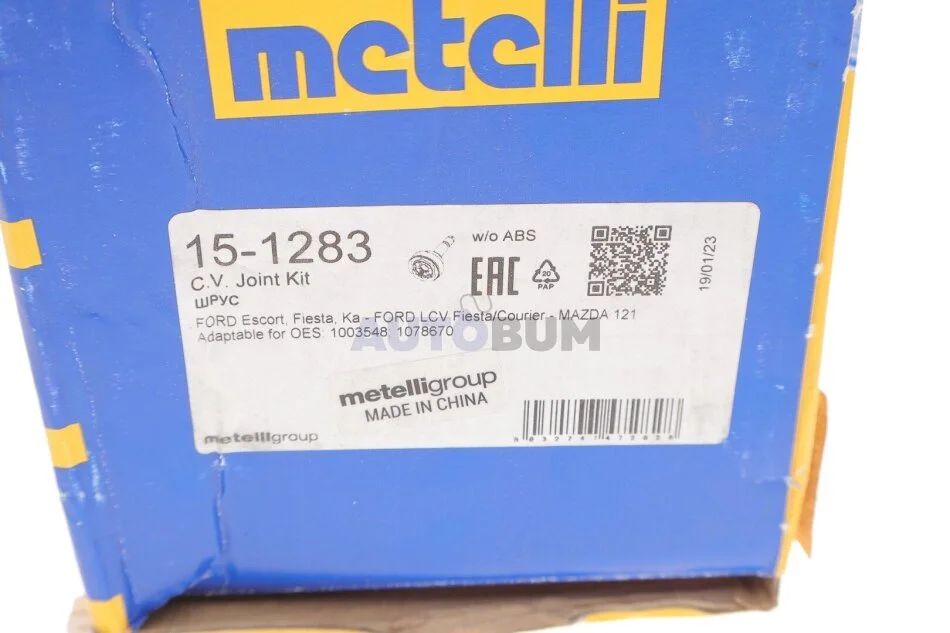 metelli
15-1283
C.V. Joint Kit
ШРУС
w/o ABS
EAC
20
PAP
19/01/23
FORD Escort, Fiesta, Ka - FORD LCV Fiesta/Courier - MAZDA 121
Adaptable for OES: 1003548; 1078670
AUTOBUM
metelligroup
MADE IN CHINA
metelligroup